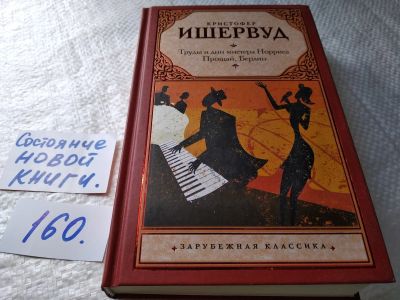 КРИСТОФЕР
ИШЕРВУД
Труды и дни мистера Норриса
Прощай, Берлин
ЗАРУБЕЖНАЯ КЛАССИКА
Состояние
НОВОЙ
КНИГИ.
160.